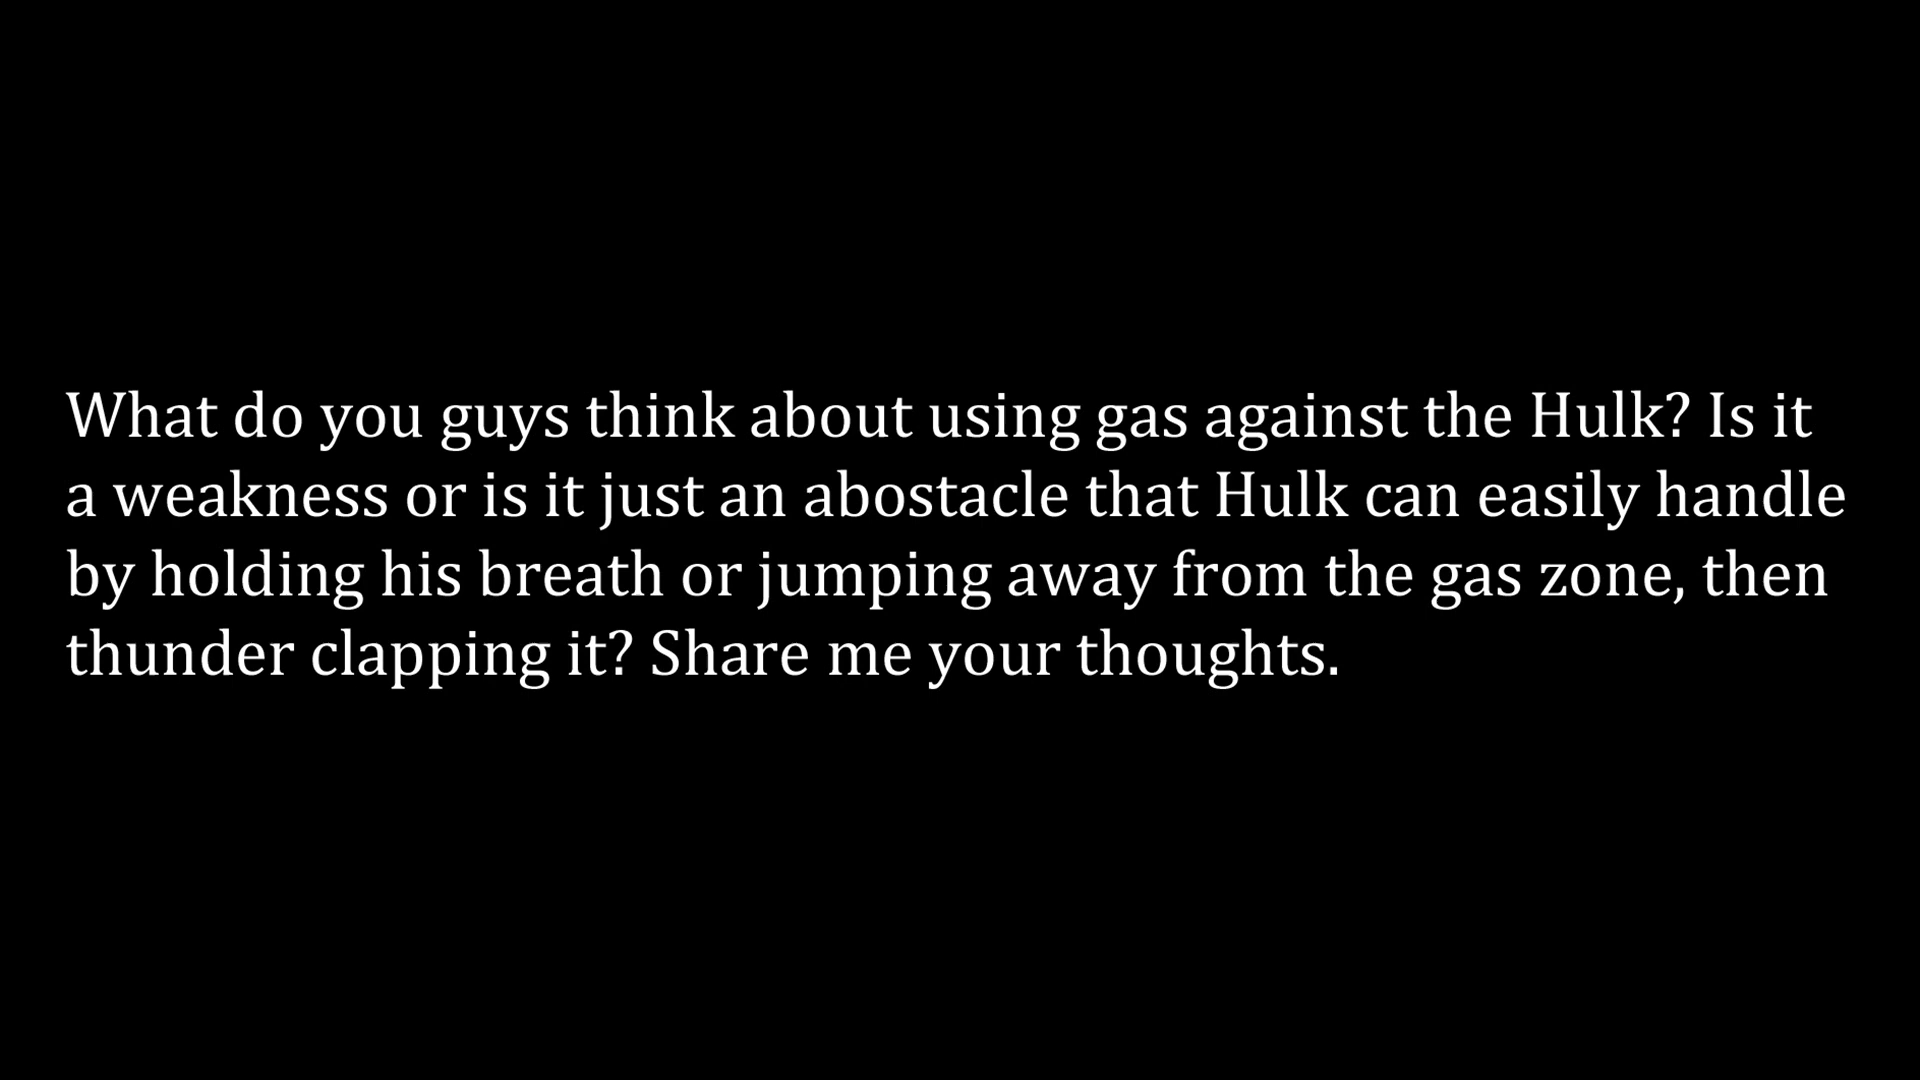 What do you guys think about using gas against the Hulk? Is it
a weakness or is it just an abostacle that Hulk can easily handle
by holding his breath or jumping away from the gas zone, then
thunder clapping it? Share me your thoughts.